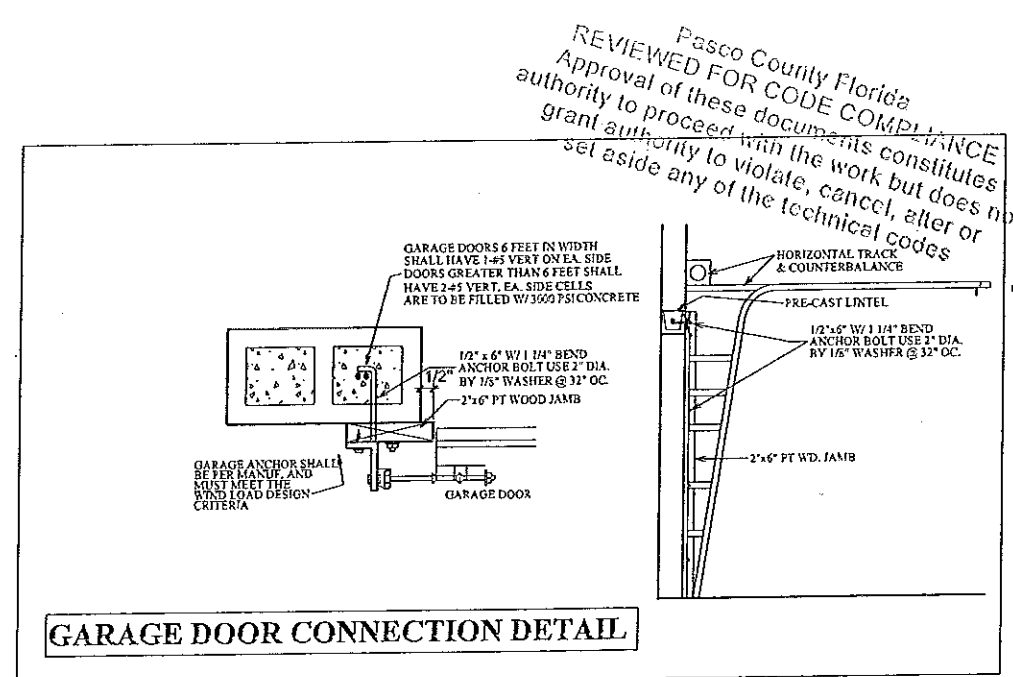 Pasco County Florida
REVIEWED FOR CODE COMPLIANCE
Approval of these documents constitutes
authority to proceed with the work but does no
grant authority to violate, cancel, alter or
set aside any of the technical codes
GARAGE DOORS 6 FEET IN WIDTH
SHALL HAVE 1-#5 VERT ON EA. SIDE
DOORS GREATER THAN 6 FEET SHALL
HAVE 2-#5 VERT. EA. SIDE CELLS
ARE TO BE FILLED W/ 3000 PSI CONCRETE
1/2" x 6" W/ 1 1/4" BEND
ANCHOR BOLT USE 2" DIA.
BY 1/8" WASHER @ 32" OC.
1/2"
2"x6" PT WOOD JAMB
GARAGE ANCHOR SHALL
BE PER MANUF. AND
MUST MEET THE
WIND LOAD DESIGN
CRITERIA
GARAGE DOOR
HORIZONTAL TRACK
& COUNTERBALANCE
PRE-CAST LINTEL
1/2"x6" W/ 1 1/4" BEND
ANCHOR BOLT USE 2" DIA.
BY 1/8" WASHER @ 32" OC.
2"x6" PT WD. JAMB
GARAGE DOOR CONNECTION DETAIL